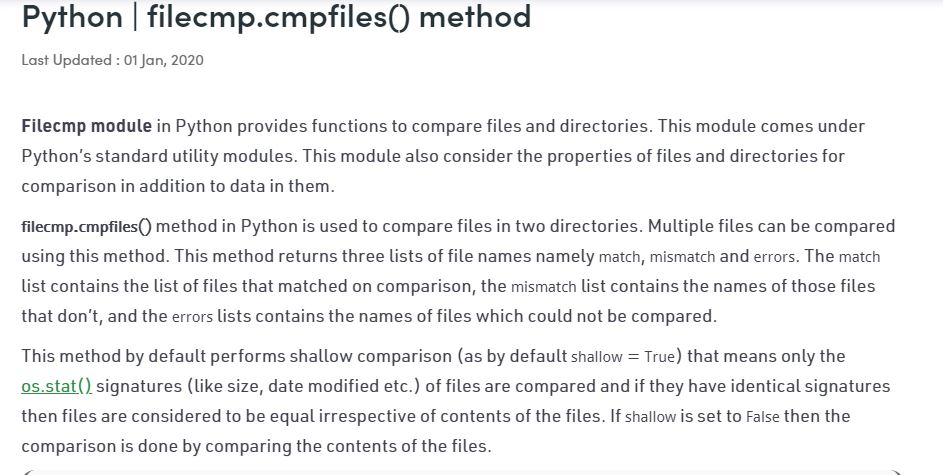 Python | filecmp.cmpfiles() method
Last Updated : 01 Jan, 2020
Filecmp module in Python provides functions to compare files and directories. This module comes under
Python's standard utility modules. This module also consider the properties of files and directories for
comparison in addition to data in them.
filecmp.cmpfiles() method in Python is used to compare files in two directories. Multiple files can be compared
using this method. This method returns three lists of file names namely match, mismatch and errors. The match
list contains the list of files that matched on comparison, the mismatch list contains the names of those files
that don't, and the errors lists contains the names of files which could not be compared.
This method by default performs shallow comparison (as by default shallow = True) that means only the
os.stat() signatures (like size, date modified etc.) of files are compared and if they have identical signatures
then files are considered to be equal irrespective of contents of the files. If shallow is set to False then the
comparison is done by comparing the contents of the files.